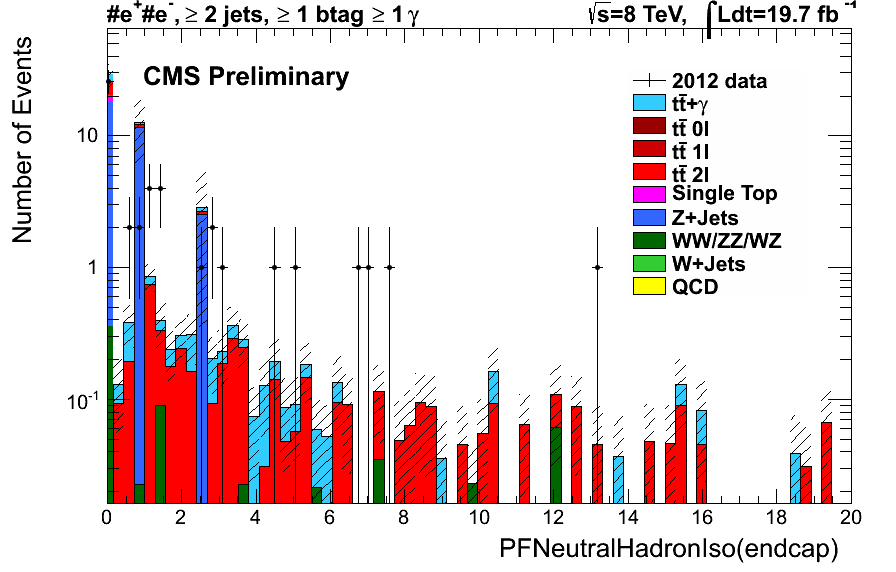 #e+#e-, ≥ 2 jets, ≥ 1 btag ≥ 1 γ
√s=8 TeV, ∫Ldt=19.7 fb-1
CMS Preliminary
2012 data
tt̄+γ
tt̄ 0l
tt̄ 1l
tt̄ 2l
Single Top
Z+Jets
WW/ZZ/WZ
W+Jets
QCD
Number of Events
10
1
10-1
0 2 4 6 8 10 12 14 16 18 20
PFNeutralHadronIso(endcap)